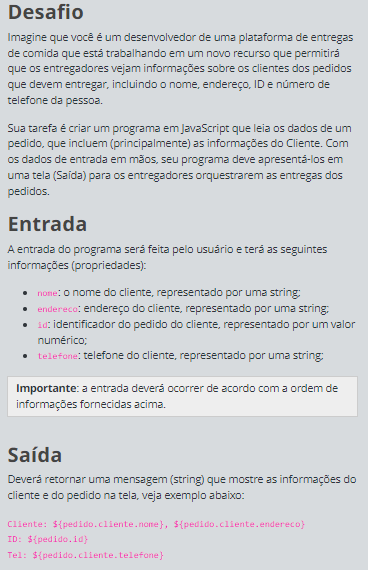 Desafio
Imagine que você é um desenvolvedor de uma plataforma de entregas
de comida que está trabalhando em um novo recurso que permitirá
que os entregadores vejam informações sobre os clientes dos pedidos
que devem entregar, incluindo o nome, endereço, ID e número de
telefone da pessoa.
Sua tarefa é criar um programa em JavaScript que leia os dados de um
pedido, que incluem (principalmente) as informações do Cliente. Com
os dados de entrada em mãos, seu programa deve apresentá-los em
uma tela (Saída) para os entregadores orquestrarem as entregas dos
pedidos.
Entrada
A entrada do programa será feita pelo usuário e terá as seguintes
informações (propriedades):
• nome: o nome do cliente, representado por uma string;
• endereco: endereço do cliente, representado por uma string;
• id: identificador do pedido do cliente, representado por um valor
numérico;
• telefone: telefone do cliente, representado por uma string;
Importante: a entrada deverá ocorrer de acordo com a ordem de
informações fornecidas acima.
Saída
Deverá retornar uma mensagem (string) que mostre as informações do
cliente e do pedido na tela, veja exemplo abaixo:
Cliente: ${pedido.cliente.nome}, ${pedido.cliente.endereco}
ID: ${pedido.id}
Tel: ${pedido.cliente.telefone}